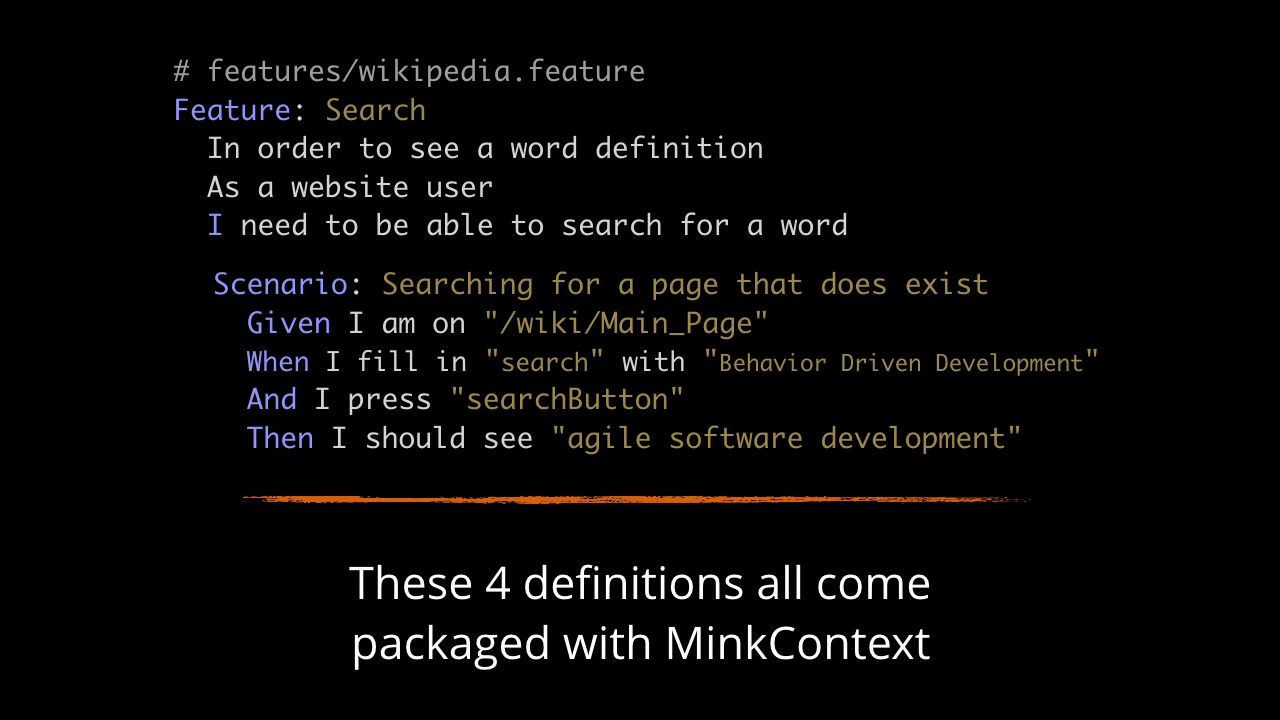 # features/wikipedia.feature
Feature: Search
In order to see a word definition
As a website user
I need to be able to search for a word
Scenario: Searching for a page that does exist
Given I am on "/wiki/Main_Page"
When I fill in "search" with "Behavior Driven Development"
And I press "searchButton"
Then I should see "agile software development"
These 4 definitions all come
packaged with MinkContext